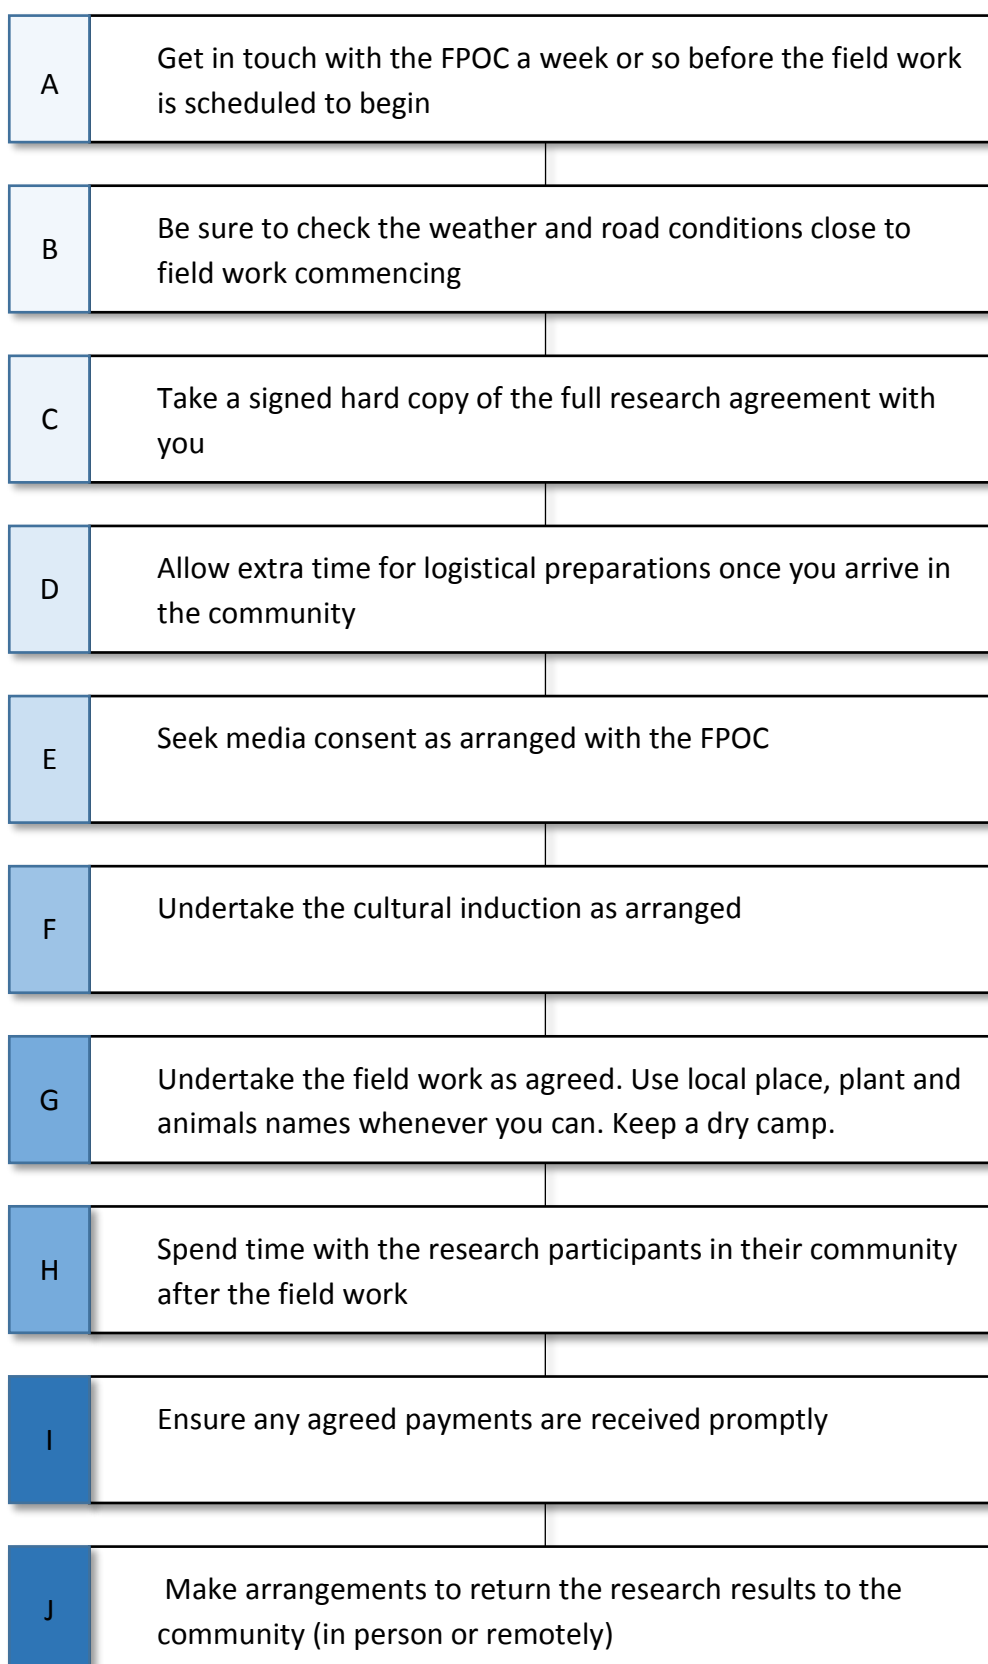 A
Get in touch with the FPOC a week or so before the field work
is scheduled to begin
B
Be sure to check the weather and road conditions close to
field work commencing
C
Take a signed hard copy of the full research agreement with
you
D
Allow extra time for logistical preparations once you arrive in
the community
E
Seek media consent as arranged with the FPOC
F
Undertake the cultural induction as arranged
G
Undertake the field work as agreed. Use local place, plant and
animals names whenever you can. Keep a dry camp.
H
Spend time with the research participants in their community
after the field work
I
Ensure any agreed payments are received promptly
J
Make arrangements to return the research results to the
community (in person or remotely)